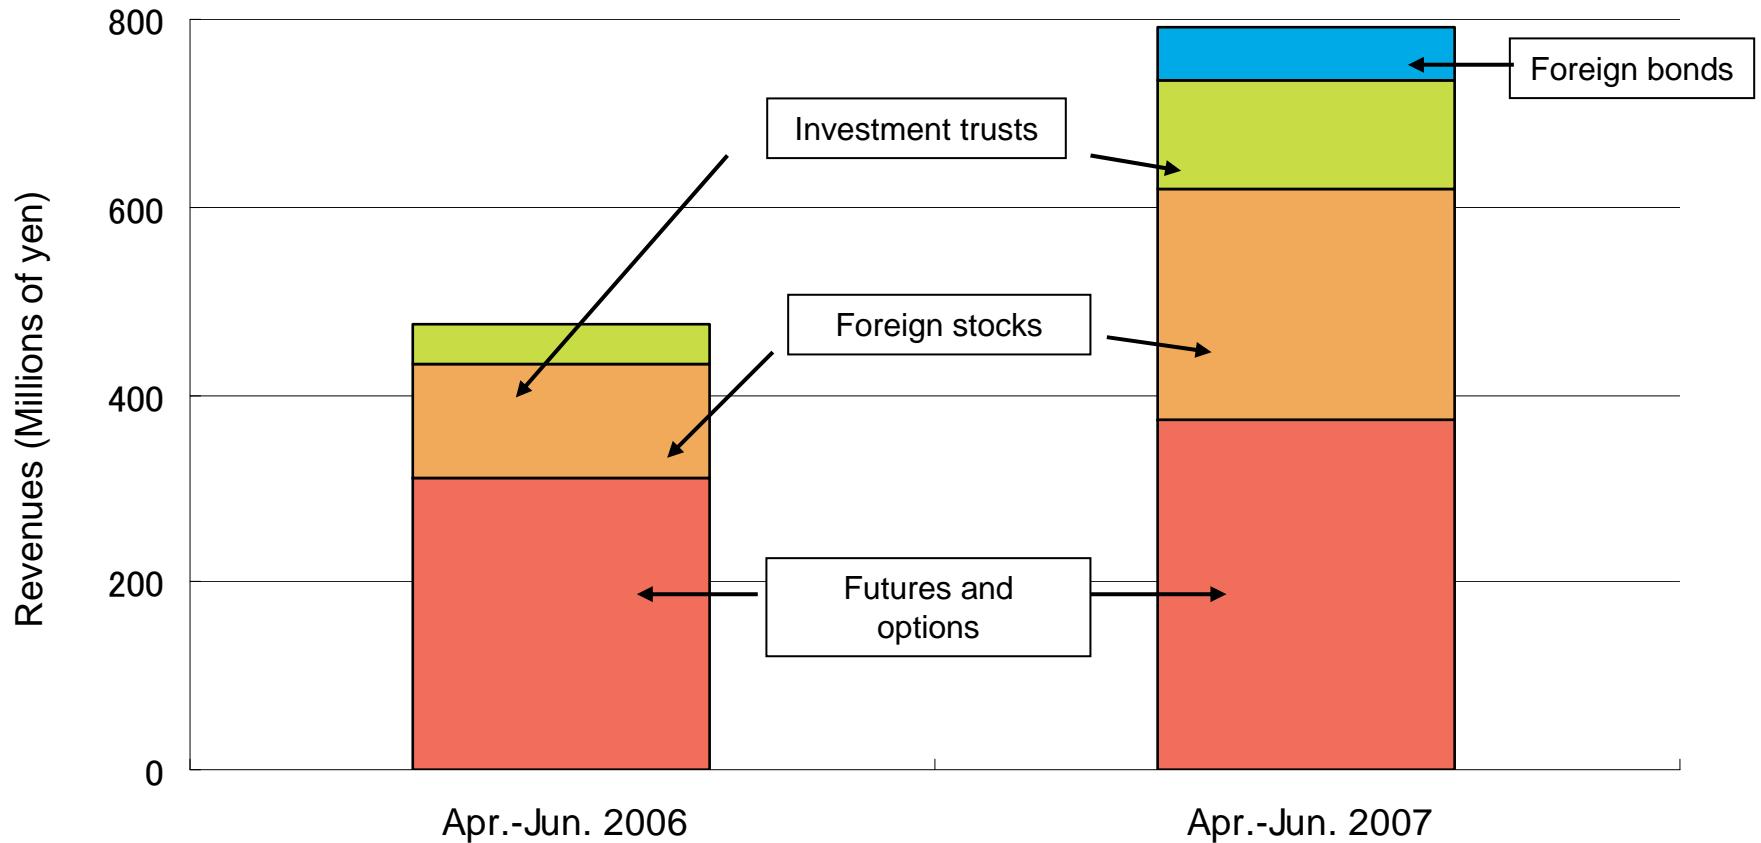 Revenues (Millions of yen)
800
600
400
200
0
Investment trusts
Foreign bonds
Foreign stocks
Futures and
options
Apr.-Jun. 2006
Apr.-Jun. 2007